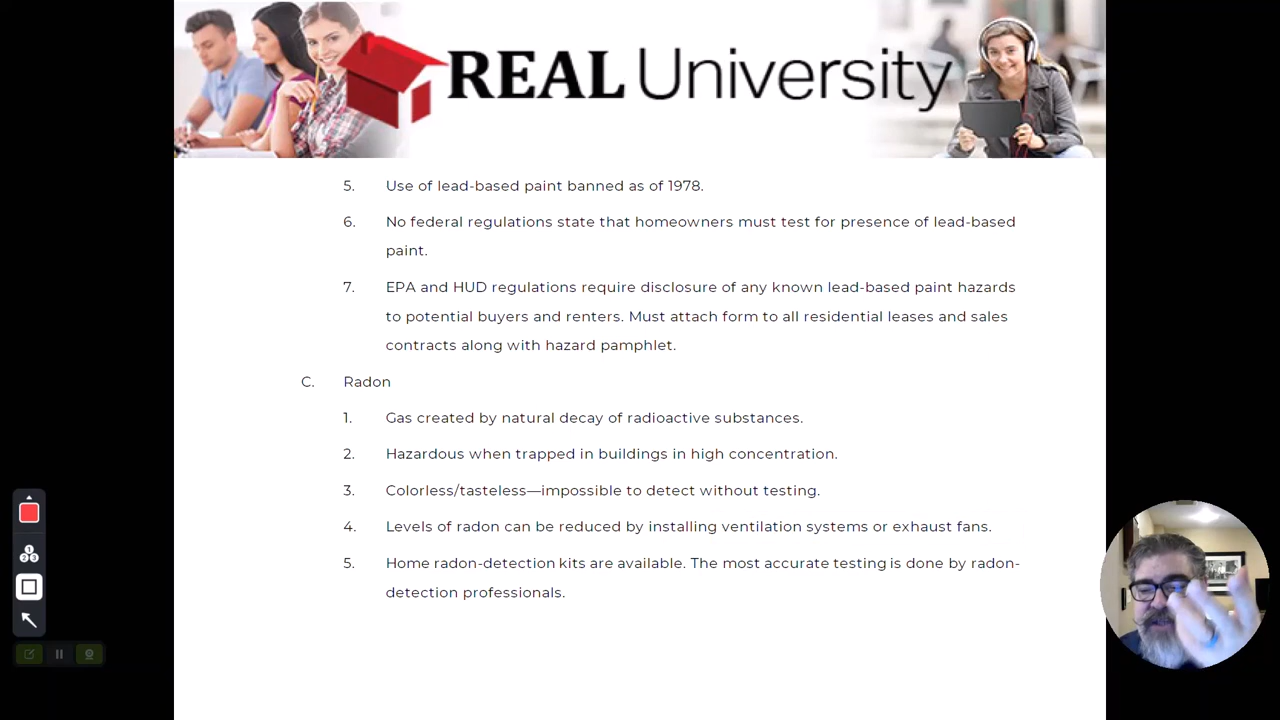 REAL University
5. Use of lead-based paint banned as of 1978.
6. No federal regulations state that homeowners must test for presence of lead-based
paint.
7. EPA and HUD regulations require disclosure of any known lead-based paint hazards
to potential buyers and renters. Must attach form to all residential leases and sales
contracts along with hazard pamphlet.
C. Radon
1. Gas created by natural decay of radioactive substances.
2. Hazardous when trapped in buildings in high concentration.
3. Colorless/tasteless—impossible to detect without testing.
4. Levels of radon can be reduced by installing ventilation systems or exhaust fans.
5. Home radon-detection kits are available. The most accurate testing is done by radon-
detection professionals.